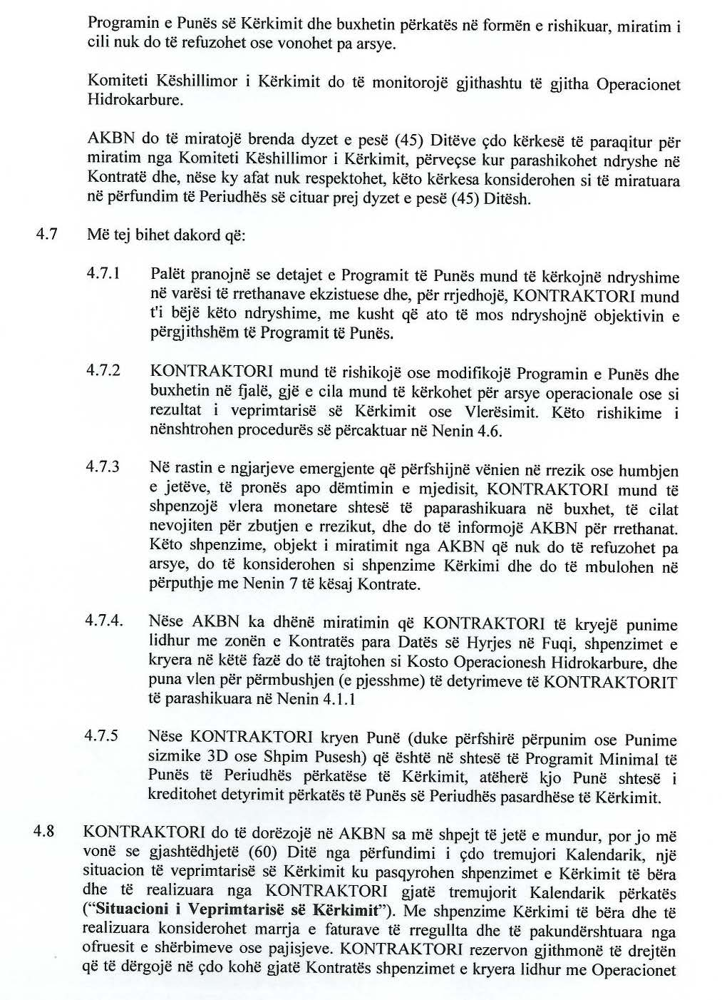 Programin e Punës së Kërkimit dhe buxhetin përkatës në formën e rishikuar, miratim i
cili nuk do të refuzohet ose vonohet pa arsye.
Komiteti Këshillimor i Kërkimit do të monitorojë gjithashtu të gjitha Operacionet
Hidrokarbure.
AKBN do të miratojë brenda dyzet e pesë (45) Ditëve çdo kërkesë të paraqitur për
miratim nga Komiteti Këshillimor i Kërkimit, përveçse kur parashikohet ndryshe në
Kontratë dhe, nëse ky afat nuk respektohet, këto kërkesa konsiderohen si të miratuara
në përfundim të Periudhës së cituar prej dyzet e pesë (45) Ditësh.
4.7 Më tej bihet dakord që:
4.7.1 Palët pranojnë se detajet e Programit të Punës mund të kërkojnë ndryshime
në varësi të rrethanave ekzistuese dhe, për rrjedhojë, KONTRAKTORI mund
t'i bëjë këto ndryshime, me kusht që ato të mos ndryshojnë objektivin e
përgjithshëm të Programit të Punës.
4.7.2 KONTRAKTORI mund të rishikojë ose modifikojë Programin e Punës dhe
buxhetin në fjalë, gjë e cila mund të kërkohet për arsye operacionale ose si
rezultat i veprimtarisë së Kërkimit ose Vlerësimit. Këto rishikime i
nënshtrohen procedurës së përcaktuar në Nenin 4.6.
4.7.3 Në rastin e ngjarjeve emergjente që përfshijnë vënien në rrezik ose humbjen
e jetëve, të pronës apo dëmtimin e mjedisit, KONTRAKTORI mund të
shpenzojë vlera monetare shtesë të paparashikuara në buxhet, të cilat
nevojiten për zbutjen e rrezikut, dhe do të informojë AKBN për rrethanat.
Këto shpenzime, objekt i miratimit nga AKBN që nuk do të refuzohet pa
arsye, do të konsiderohen si shpenzime Kërkimi dhe do të mbulohen në
përputhje me Nenin 7 të kësaj Kontrate.
4.7.4. Nëse AKBN ka dhënë miratimin që KONTRAKTORI të kryejë punime
lidhur me zonën e Kontratës para Datës së Hyrjes në Fuqi, shpenzimet e
kryera në këtë fazë do të trajtohen si Kosto Operacionesh Hidrokarbure, dhe
puna vlen për përmbushjen (e pjesshme) të detyrimeve të KONTRAKTORIT
të parashikuara në Nenin 4.1.1
4.7.5 Nëse KONTRAKTORI kryen Punë (duke përfshirë përpunim ose Punime
sizmike 3D ose Shpim Pusesh) që është në shtesë të Programit Minimal të
Punës të Periudhës përkatëse të Kërkimit, atëherë kjo Punë shtesë i
kreditohet detyrimit përkatës të Punës së Periudhës pasardhëse të Kërkimit.
4.8 KONTRAKTORI do të dorëzojë në AKBN sa më shpejt të jetë e mundur, por jo më
vonë se gjashtëdhjetë (60) Ditë nga përfundimi i çdo tremujori Kalendarik, një
situacion të veprimtarisë së Kërkimit ku pasqyrohen shpenzimet e Kërkimit të bëra
dhe të realizuara nga KONTRAKTORI gjatë tremujorit Kalendarik përkatës
(“Situacioni i Veprimtarisë së Kërkimit”). Me shpenzime Kërkimi të bëra dhe të
realizuara konsiderohet marrja e faturave të rregullta dhe të pakundërshtuara nga
ofruesit e shërbimeve ose pajisjeve. KONTRAKTORI rezervon gjithmonë të drejtën
që të dërgojë në çdo kohë gjatë Kontratës shpenzimet e kryera lidhur me Operacionet